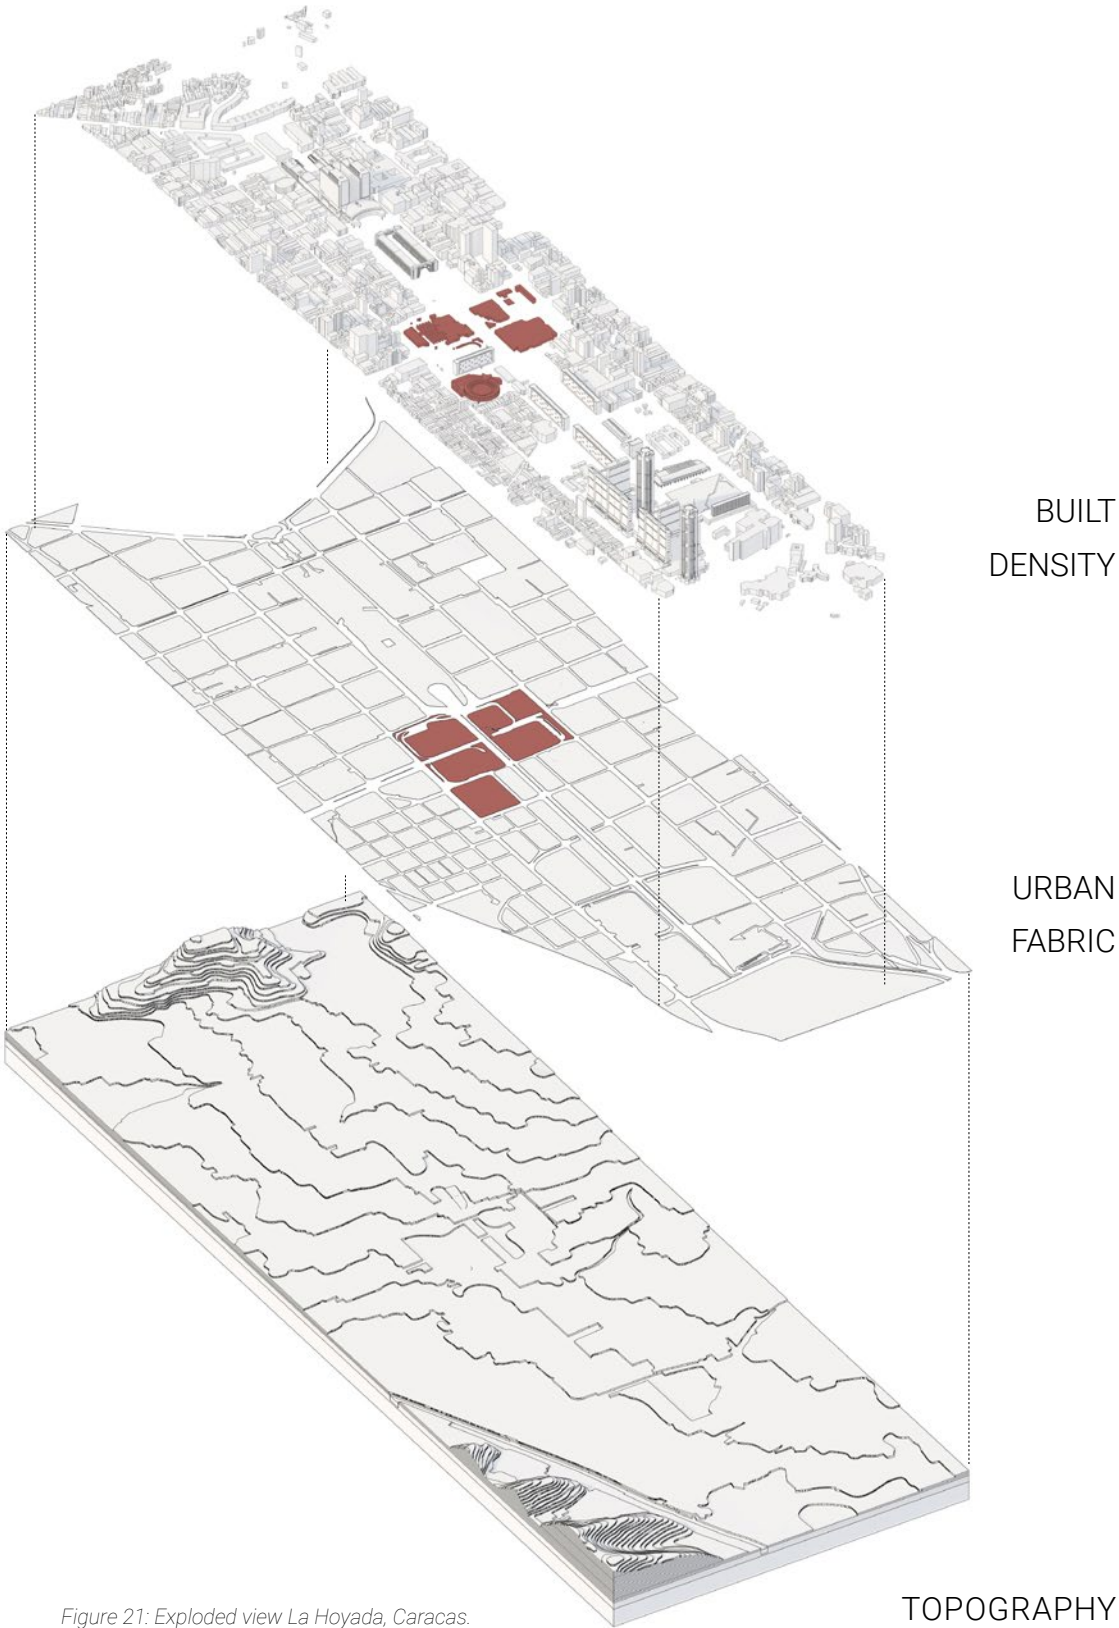 BUILT
DENSITY
URBAN
FABRIC
TOPOGRAPHY
Figure 21: Exploded view La Hoyada, Caracas.